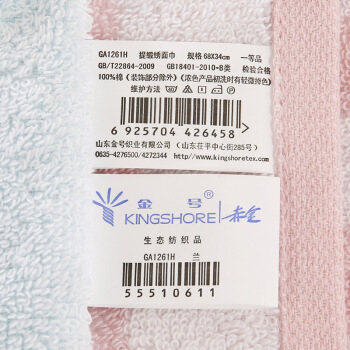 GA1261H 提缎绣面巾 规格 68X34cm 一等品
GB/T22864-2009 GB18401-2010·B类 检验合格
100%棉(装饰部分除外)(浓色产品初洗时有轻微掉色)
维护方法
6 925704 426458
山东金号织业有限公司 (山东茌平中心街285号)
0635-4276500/4272344 www.kingshoretex.com
金号®
KINGSHORE
生态纺织品
GA1261H 兰
55510611